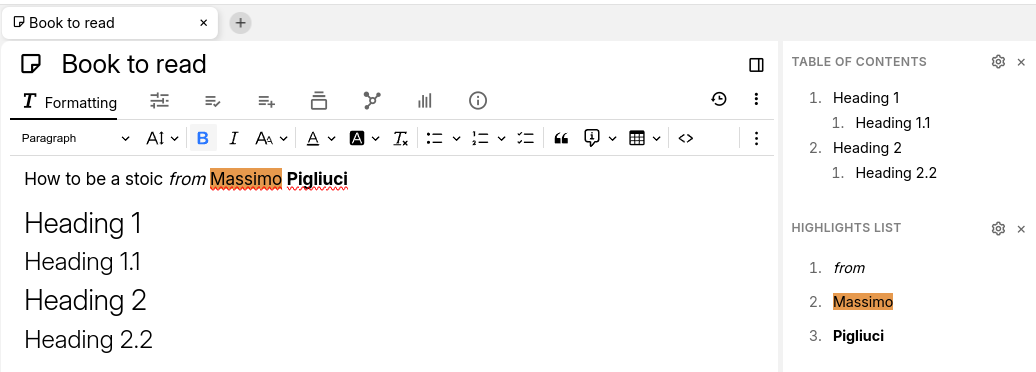 Book to read
Book to read
Formatting
Paragraph
How to be a stoic from Massimo Pigliuci
Heading 1
Heading 1.1
Heading 2
Heading 2.2
TABLE OF CONTENTS
1. Heading 1
1. Heading 1.1
2. Heading 2
1. Heading 2.2
HIGHLIGHTS LIST
1. from
2. Massimo
3. Pigliuci